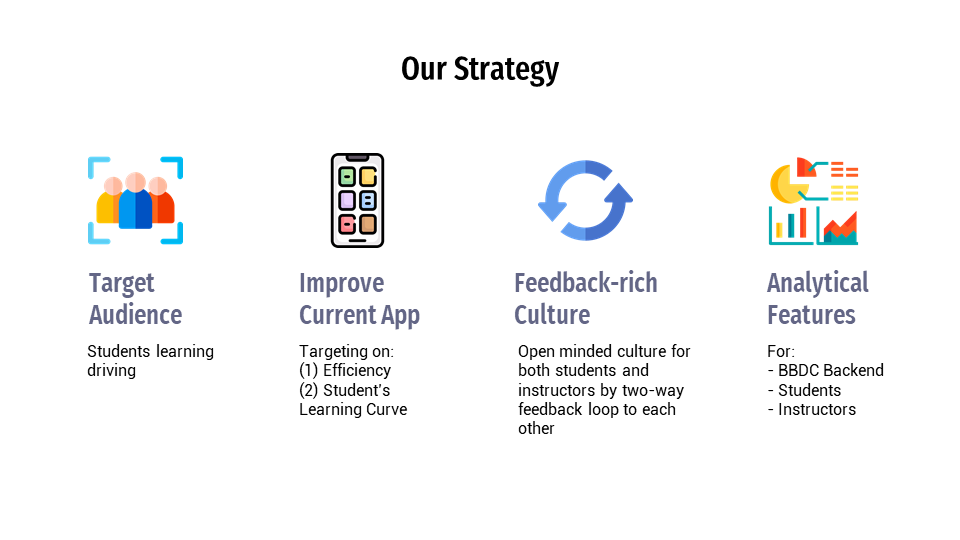 Our Strategy
Target
Audience
Students learning
driving
Improve
Current App
Targeting on:
(1) Efficiency
(2) Student's
Learning Curve
Feedback-rich
Culture
Open minded culture for
both students and
instructors by two-way
feedback loop to each
other
Analytical
Features
For:
- BBDC Backend
- Students
- Instructors